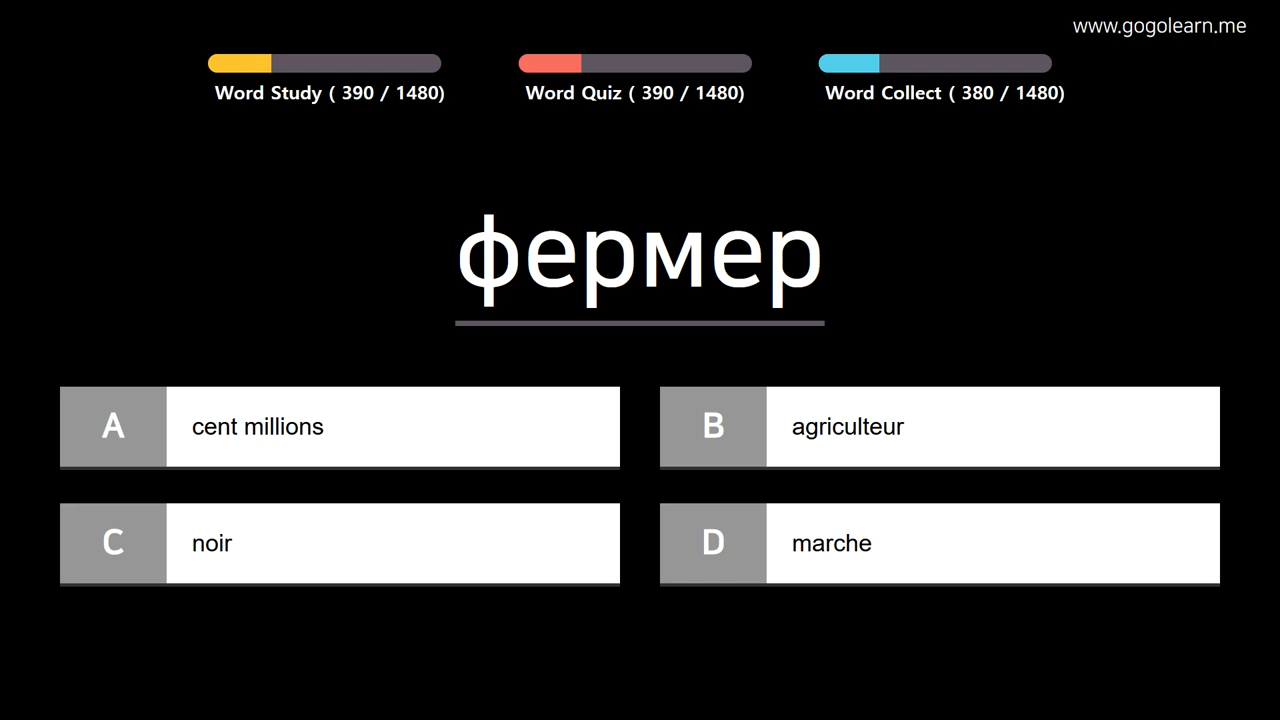 www.gogolearn.me
Word Study ( 390 / 1480)
Word Quiz ( 390 / 1480)
Word Collect ( 380 / 1480)
фермер
A cent millions
B agriculteur
C noir
D marche